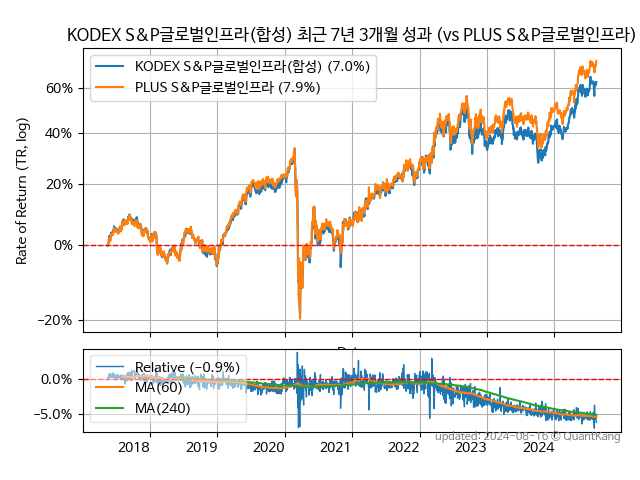 KODEX S&P글로벌인프라(합성) 최근 7년 3개월 성과 (vs PLUS S&P글로벌인프라)
KODEX S&P글로벌인프라(합성) (7.0%)
PLUS S&P글로벌인프라 (7.9%)
Rate of Return (TR, log)
60%
40%
20%
0%
−20%
Relative (−0.9%)
MA(60)
MA(240)
0.0%
−5.0%
2018 2019 2020 2021 2022 2023 2024
updated: 2024-08-16 © QuantKang